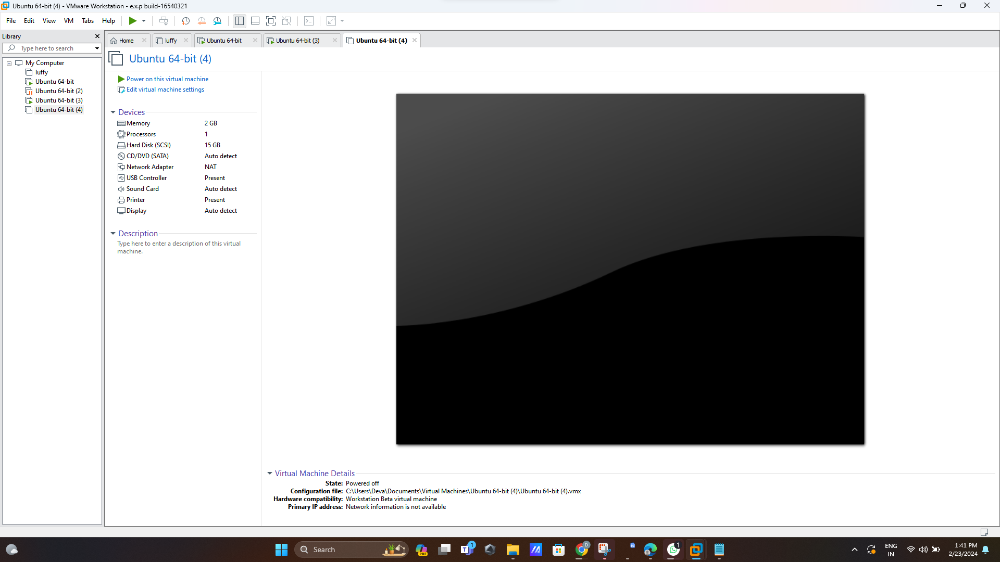 Ubuntu 64-bit (4) - VMware Workstation - e.x.p build-16540321
File Edit View VM Tabs Help
Library
Type here to search
My Computer
luffy
Ubuntu 64-bit
Ubuntu 64-bit (2)
Ubuntu 64-bit (3)
Ubuntu 64-bit (4)
Home luffy Ubuntu 64-bit Ubuntu 64-bit (3) Ubuntu 64-bit (4)
Ubuntu 64-bit (4)
Power on this virtual machine
Edit virtual machine settings
Devices
Memory 2 GB
Processors 1
Hard Disk (SCSI) 15 GB
CD/DVD (SATA) Auto detect
Network Adapter NAT
USB Controller Present
Sound Card Auto detect
Printer Present
Display Auto detect
Description
Type here to enter a description of this virtual
machine.
Virtual Machine Details
State: Powered off
Configuration file: C:\Users\Deva\Documents\Virtual Machines\Ubuntu 64-bit (4)\Ubuntu 64-bit (4).vmx
Hardware compatibility: Workstation Beta virtual machine
Primary IP address: Network information is not available
Search
PRE
T 1
D
1
ENG
IN
1:41 PM
2/23/2024